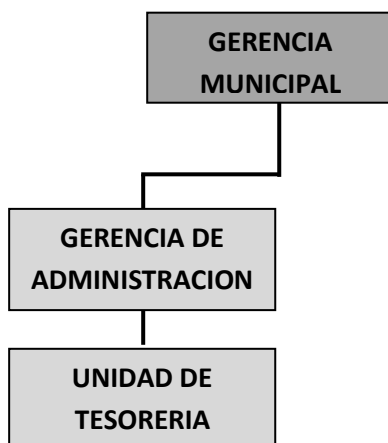 GERENCIA
MUNICIPAL
GERENCIA DE
ADMINISTRACION
UNIDAD DE
TESORERIA